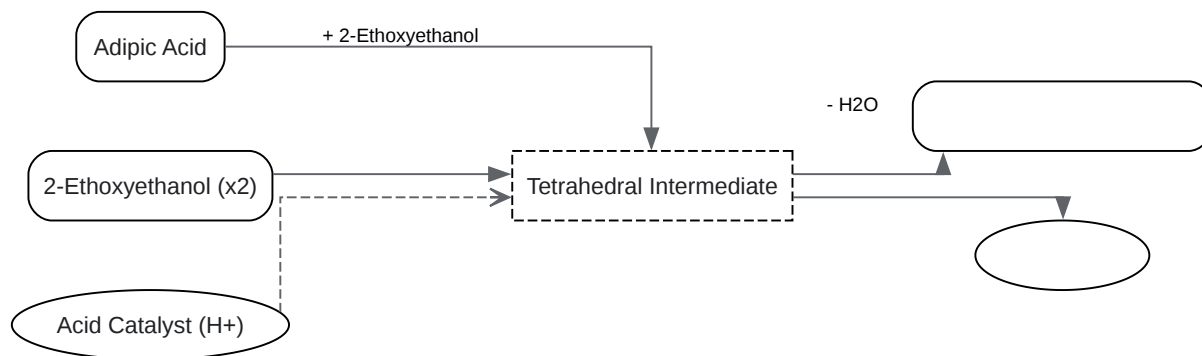 Adipic Acid
+ 2-Ethoxyethanol
- H2O
2-Ethoxyethanol (x2)
Tetrahedral Intermediate
Acid Catalyst (H+)